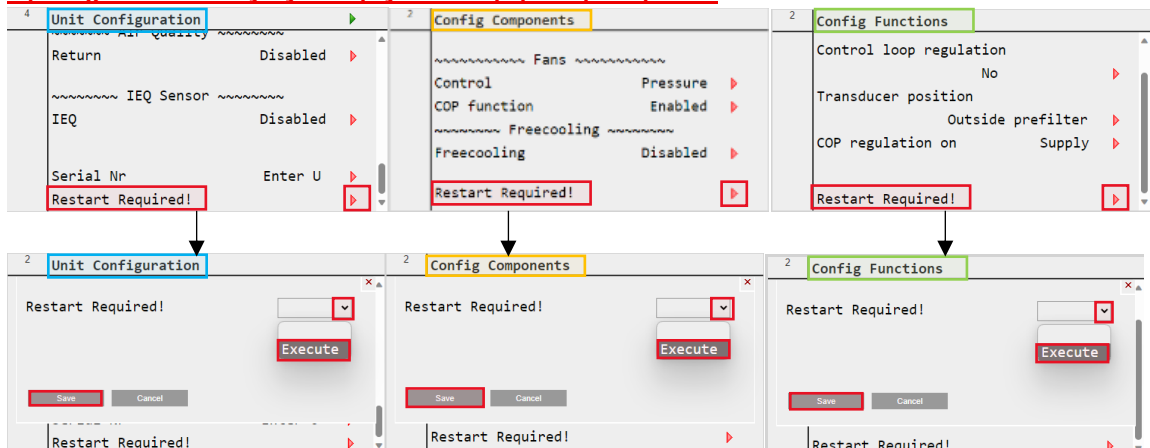 4 Unit Configuration
~~~~~~~~ Air Quality ~~~~~~~~
Return Disabled
~~~~~~~~ IEQ Sensor ~~~~~~~~
IEQ Disabled
Serial Nr Enter U
Restart Required!
2 Config Components
~~~~~~~~~~~ Fans ~~~~~~~~~~~
Control Pressure
COP function Enabled
~~~~~~~~ Freecooling ~~~~~~~~
Freecooling Disabled
Restart Required!
2 Config Functions
Control loop regulation
No
Transducer position
Outside prefilter
COP regulation on Supply
Restart Required!
2 Unit Configuration
Restart Required!
Execute
Save Cancel
Restart Required!
2 Config Components
Restart Required!
Execute
Save Cancel
Restart Required!
2 Config Functions
Restart Required!
Execute
Save Cancel
Restart Required!